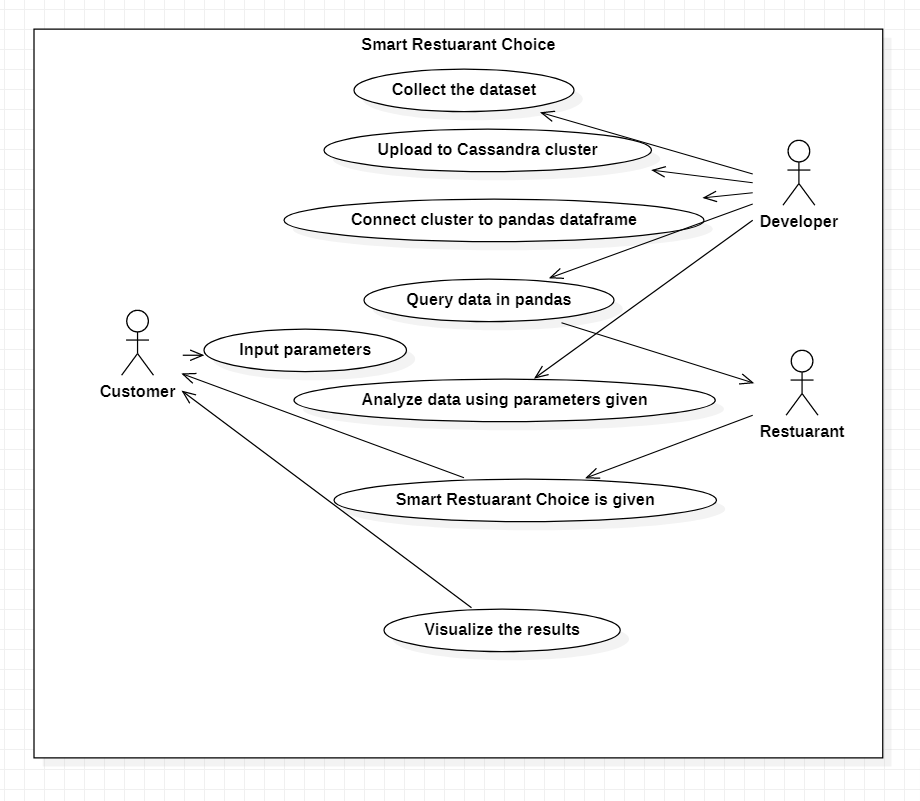 Smart Restuarant Choice
Collect the dataset
Upload to Cassandra cluster
Developer
Connect cluster to pandas dataframe
Query data in pandas
Input parameters
Customer
Analyze data using parameters given
Restuarant
Smart Restuarant Choice is given
Visualize the results